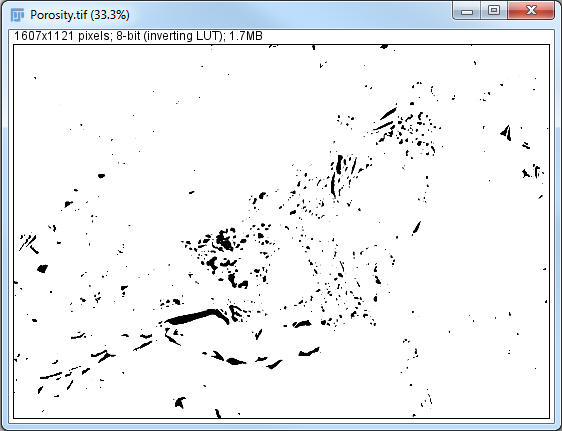 Porosity.tif (33.3%)
1607x1121 pixels; 8-bit (inverting LUT); 1.7MB